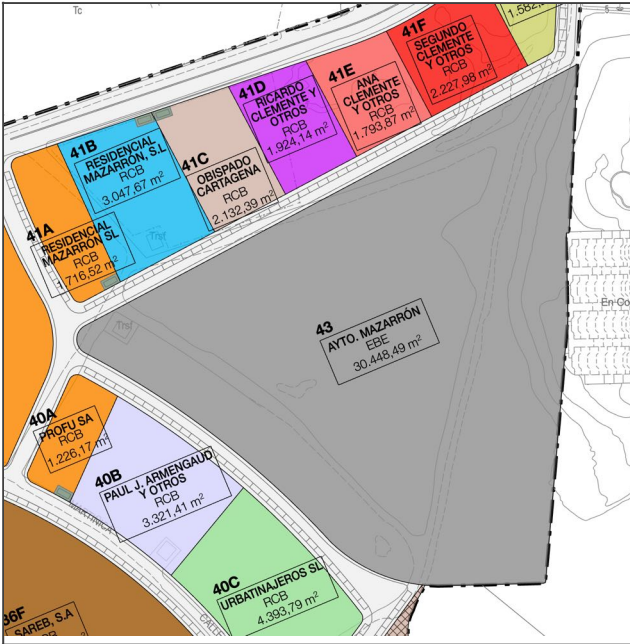 Tc
1.582,
5
41F
SEGUNDO
CLEMENTE
Y OTROS
RCB
2.227,98 m²
41E
ANA
CLEMENTE
Y OTROS
RCB
1.793,87 m²
41D
RICARDO
CLEMENTE Y
OTROS
RCB
1.924,14 m²
41B
RESIDENCIAL
MAZARRÓN, S.L
RCB
3.047,67 m²
41C
OBISPADO
CARTAGENA
RCB
2.132,39 m²
41A
RESIDENCIAL
MAZARRÓN SL
RCB
1.716,52 m²
Trsf
Trsf
En Co
43
AYTO. MAZARRÓN
EBE
30.448,49 m²
40A
PROFU SA
RCB
1.226,17 m²
40B
PAUL J. ARMENGAUD
Y OTROS
RCB
3.321,41 m²
40C
URBATINAJEROS SL
RCB
4.393,79 m²
36F
SAREB, S.A